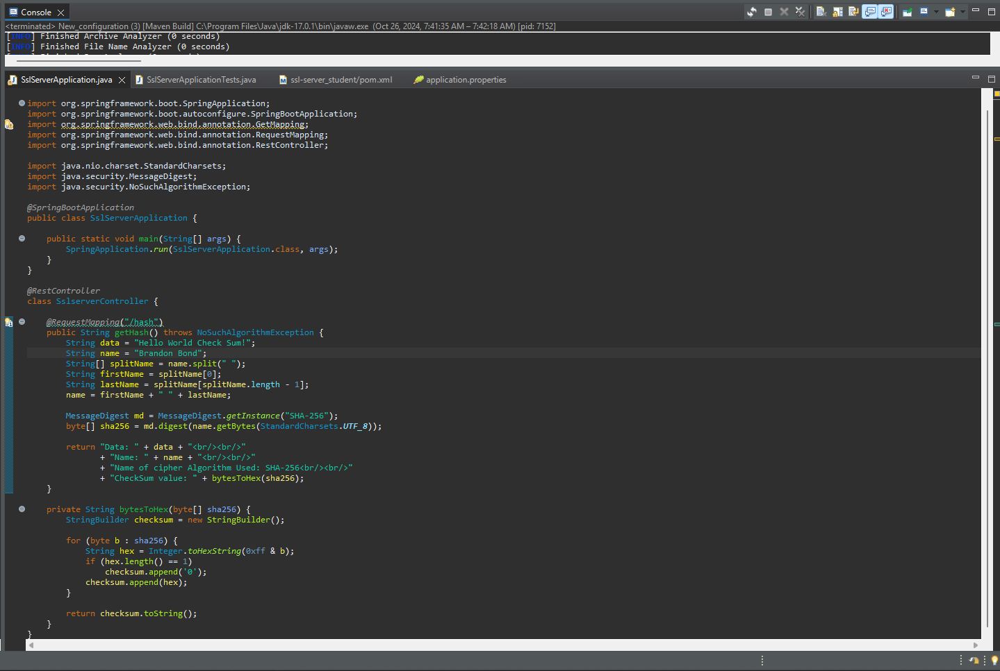 Console
<terminated> New_configuration (3) [Maven Build] C:\Program Files\Java\jdk-17.0.1\bin\javaw.exe (Oct 26, 2024, 7:41:35 AM – 7:42:18 AM) [pid: 7152]
[INFO] Finished Archive Analyzer (0 seconds)
[INFO] Finished File Name Analyzer (0 seconds)
SslServerApplication.java
SslServerApplicationTests.java
ssl-server_student/pom.xml
application.properties
import org.springframework.boot.SpringApplication;
import org.springframework.boot.autoconfigure.SpringBootApplication;
import org.springframework.web.bind.annotation.GetMapping;
import org.springframework.web.bind.annotation.RequestMapping;
import org.springframework.web.bind.annotation.RestController;
import java.nio.charset.StandardCharsets;
import java.security.MessageDigest;
import java.security.NoSuchAlgorithmException;
@SpringBootApplication
public class SslServerApplication {
public static void main(String[] args) {
SpringApplication.run(SslServerApplication.class, args);
}
}
@RestController
class SslserverController {
@RequestMapping("/hash")
public String getHash() throws NoSuchAlgorithmException {
String data = "Hello World Check Sum!";
String name = "Brandon Bond";
String[] splitName = name.split(" ");
String firstName = splitName[0];
String lastName = splitName[splitName.length - 1];
name = firstName + " " + lastName;
MessageDigest md = MessageDigest.getInstance("SHA-256");
byte[] sha256 = md.digest(name.getBytes(StandardCharsets.UTF_8));
return "Data: " + data + "<br/><br/>"
+ "Name: " + name + "<br/><br/>"
+ "Name of cipher Algorithm Used: SHA-256<br/><br/>"
+ "CheckSum value: " + bytesToHex(sha256);
}
private String bytesToHex(byte[] sha256) {
StringBuilder checksum = new StringBuilder();
for (byte b : sha256) {
String hex = Integer.toHexString(0xff & b);
if (hex.length() == 1)
checksum.append('0');
checksum.append(hex);
}
return checksum.toString();
}
}